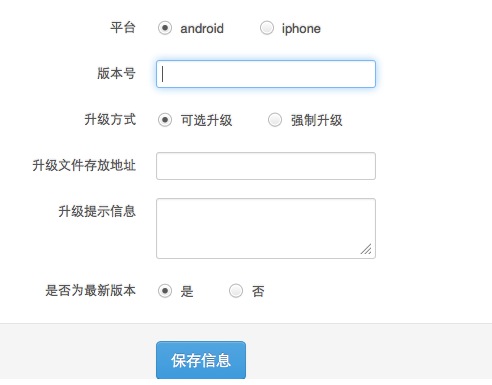 平台 android iphone
版本号
升级方式 可选升级 强制升级
升级文件存放地址
升级提示信息
是否为最新版本 是 否
保存信息